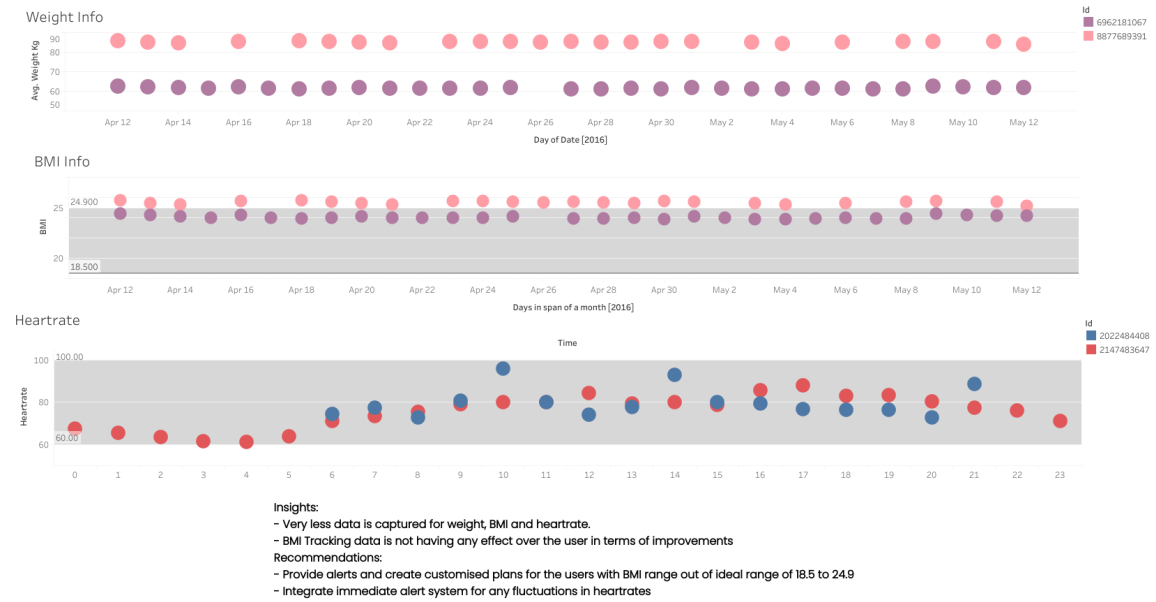 Weight Info
Id
6962181067
8877689391
90
80
70
60
50
Avg. Weight Kg
Apr 12 Apr 14 Apr 16 Apr 18 Apr 20 Apr 22 Apr 24 Apr 26 Apr 28 Apr 30 May 2 May 4 May 6 May 8 May 10 May 12
Day of Date [2016]
BMI Info
24.900
25
BMI
20
18.500
Apr 12 Apr 14 Apr 16 Apr 18 Apr 20 Apr 22 Apr 24 Apr 26 Apr 28 Apr 30 May 2 May 4 May 6 May 8 May 10 May 12
Days in span of a month [2016]
Heartrate
Id
2022484408
2147483647
Time
100.00
100
80
Heartrate
60.00
60
0 1 2 3 4 5 6 7 8 9 10 11 12 13 14 15 16 17 18 19 20 21 22 23
Insights:
- Very less data is captured for weight, BMI and heartrate.
- BMI Tracking data is not having any effect over the user in terms of improvements
Recommendations:
- Provide alerts and create customised plans for the users with BMI range out of ideal range of 18.5 to 24.9
- Integrate immediate alert system for any fluctuations in heartrates